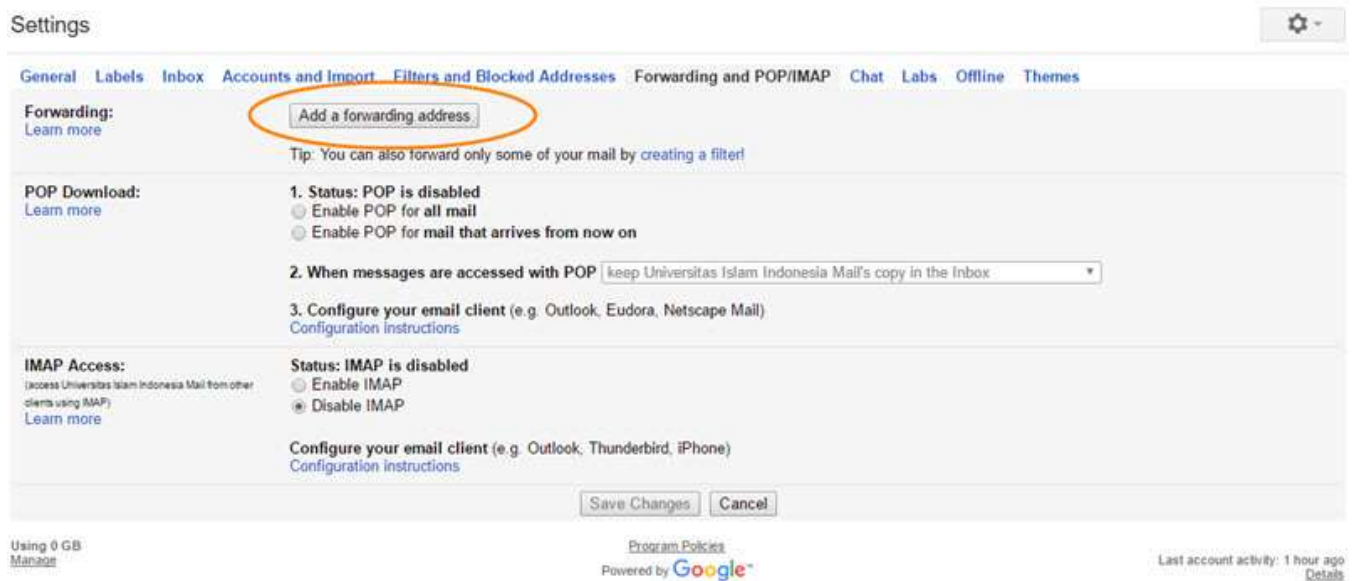 Settings
General Labels Inbox Accounts and Import Filters and Blocked Addresses Forwarding and POP/IMAP Chat Labs Offline Themes
Forwarding:
Learn more
Add a forwarding address
Tip: You can also forward only some of your mail by creating a filter!
POP Download:
Learn more
1. Status: POP is disabled
Enable POP for all mail
Enable POP for mail that arrives from now on
2. When messages are accessed with POP keep Universitas Islam Indonesia Mail's copy in the Inbox
3. Configure your email client (e.g. Outlook, Eudora, Netscape Mail)
Configuration instructions
IMAP Access:
(access Universitas Islam Indonesia Mail from other
clients using IMAP)
Learn more
Status: IMAP is disabled
Enable IMAP
Disable IMAP
Configure your email client (e.g. Outlook, Thunderbird, iPhone)
Configuration instructions
Save Changes Cancel
Using 0 GB
Manage
Program Policies
Powered by Google™
Last account activity: 1 hour ago
Details